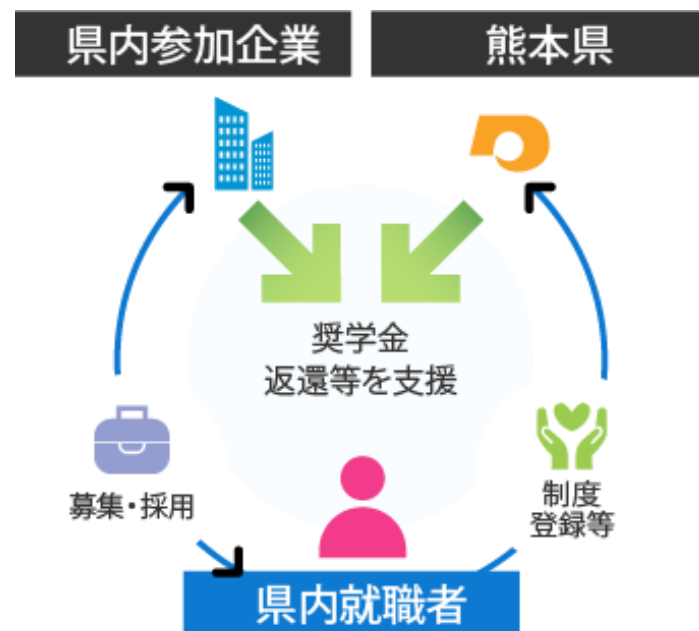 県内参加企業
熊本県
奨学金
返還等を支援
募集・採用
制度
登録等
県内就職者